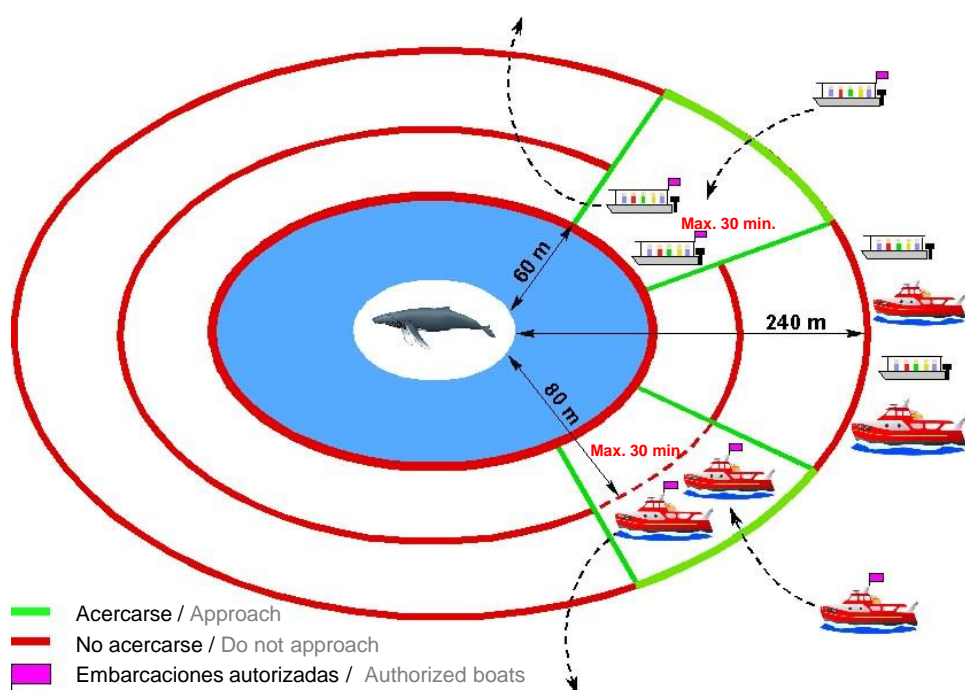 Max. 30 min.
60 m
240 m
80 m
Max. 30 min.
Acercarse / Approach
No acercarse / Do not approach
Embarcaciones autorizadas / Authorized boats